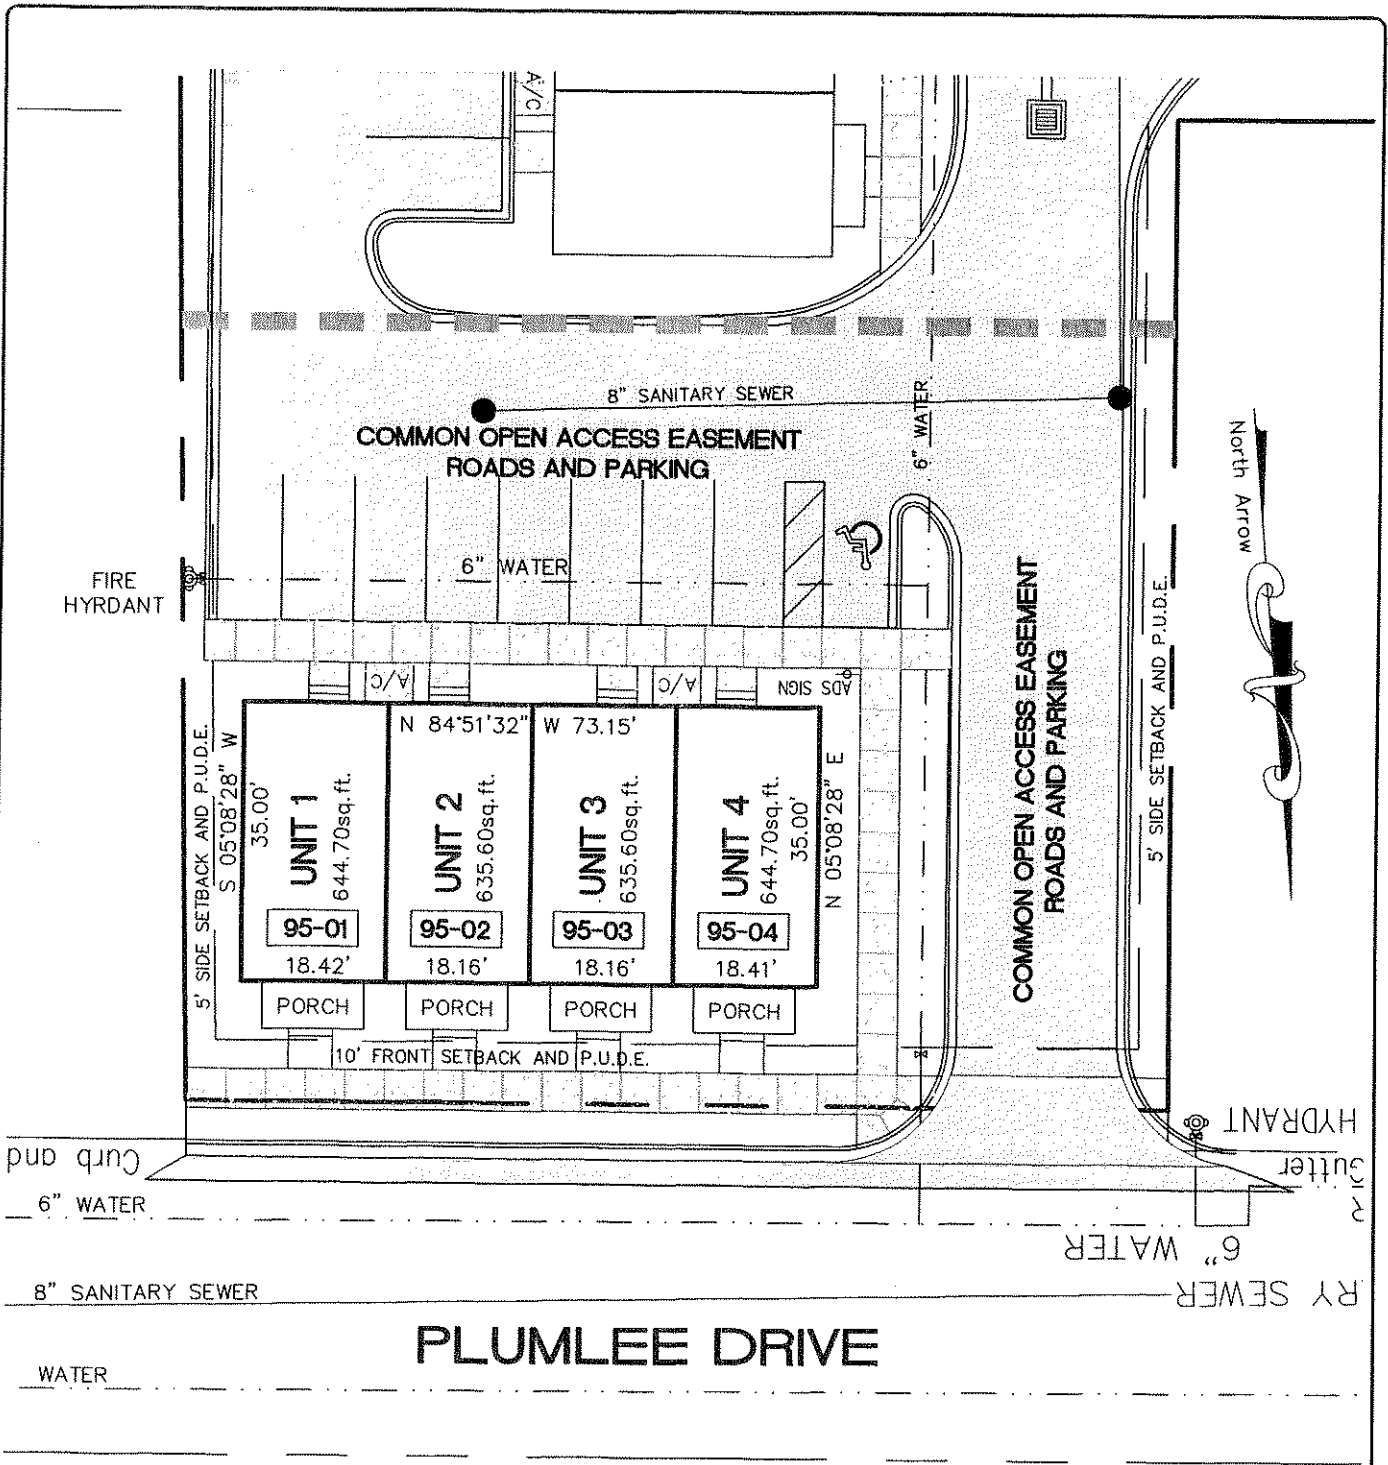 A/C
8" SANITARY SEWER
6" WATER
COMMON OPEN ACCESS EASEMENT
ROADS AND PARKING
North Arrow
6" WATER
FIRE
HYRDANT
COMMON OPEN ACCESS EASEMENT
ROADS AND PARKING
5' SIDE SETBACK AND P.U.D.E.
A/C
A/C
ADS SIGN
N 84°51'32" W 73.15'
5' SIDE SETBACK AND P.U.D.E.
S 05°08'28" W
35.00'
UNIT 1
644.70sq.ft.
95-01
18.42'
UNIT 2
635.60sq.ft.
95-02
18.16'
UNIT 3
635.60sq.ft.
95-03
18.16'
UNIT 4
644.70sq.ft.
35.00'
95-04
18.41'
N 05°08'28" E
PORCH
PORCH
PORCH
PORCH
10' FRONT SETBACK AND P.U.D.E.
HYDRANT
Curb and
Gutter
6" WATER
6" WATER
8" SANITARY SEWER
RY SEWER
PLUMLEE DRIVE
WATER